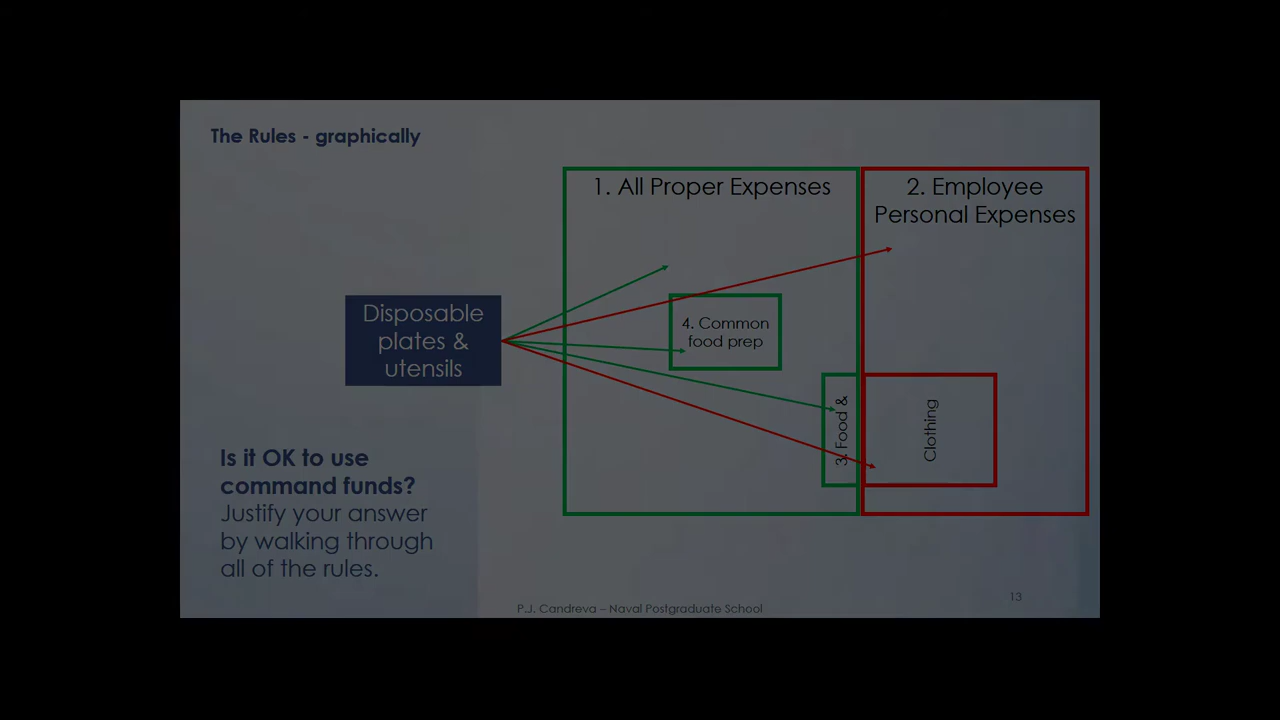 The Rules - graphically
1. All Proper Expenses
2. Employee
Personal Expenses
Disposable
plates &
utensils
4. Common
food prep
3. Food &
Clothing
Is it OK to use
command funds?
Justify your answer
by walking through
all of the rules.
P.J. Candreva – Naval Postgraduate School
13